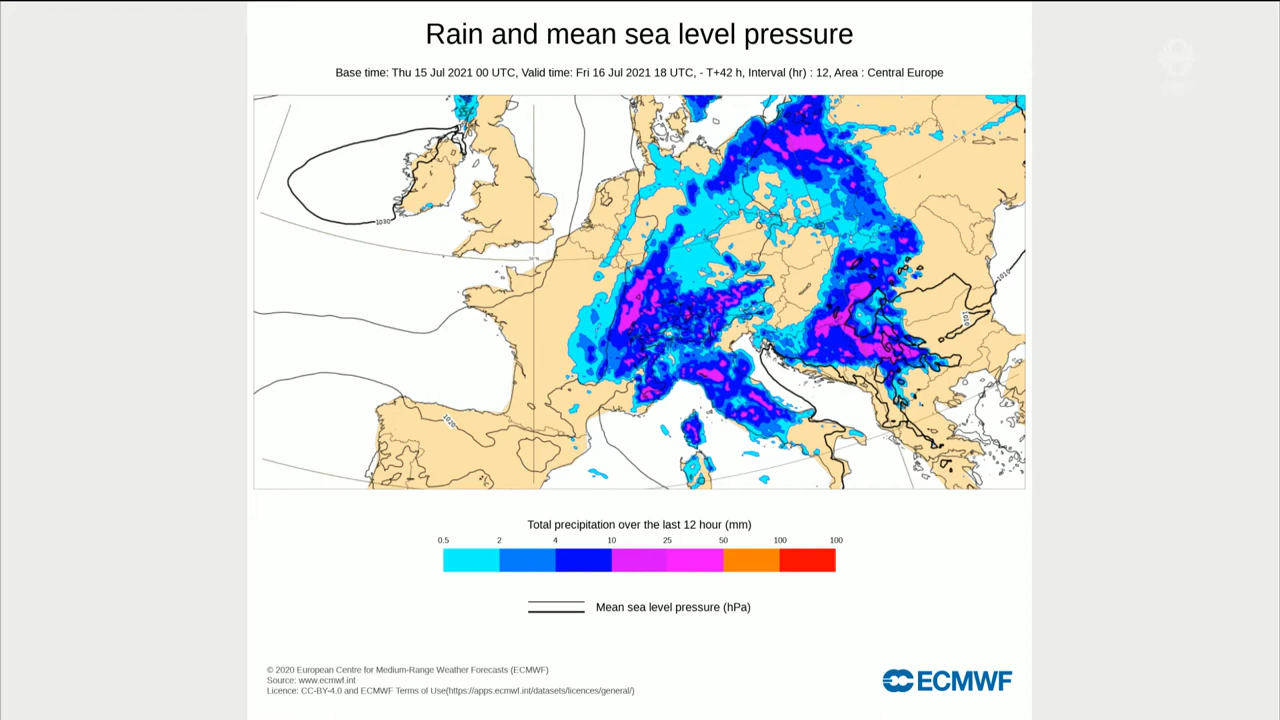 Rain and mean sea level pressure
Base time: Thu 15 Jul 2021 00 UTC, Valid time: Fri 16 Jul 2021 18 UTC, - T+42 h, Interval (hr) : 12, Area : Central Europe
1030
1010
1010
1020
Total precipitation over the last 12 hour (mm)
0.5 2 4 10 25 50 100 100
Mean sea level pressure (hPa)
© 2020 European Centre for Medium-Range Weather Forecasts (ECMWF)
Source: www.ecmwf.int
Licence: CC-BY-4.0 and ECMWF Terms of Use(https://apps.ecmwf.int/datasets/licences/general/)
ECMWF